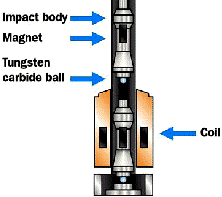 Impact body
Magnet
Tungsten
carbide ball
Coil